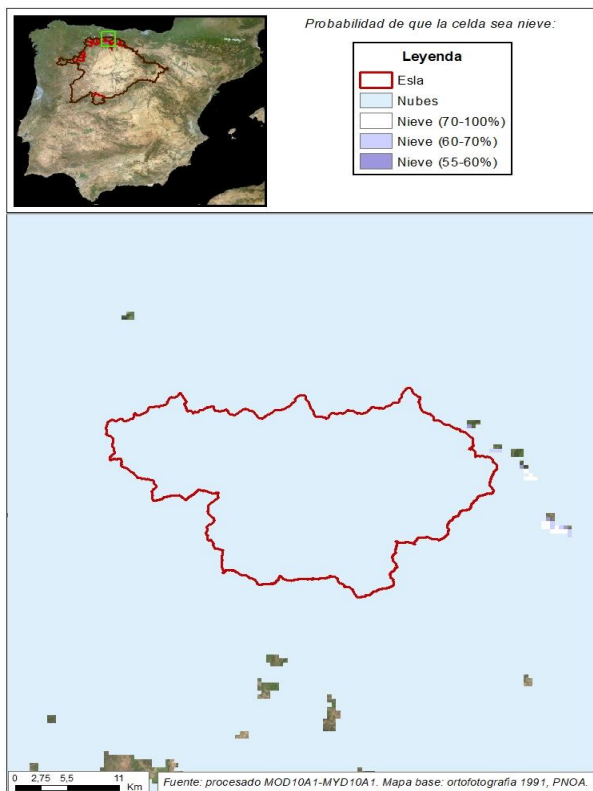 Probabilidad de que la celda sea nieve:
Leyenda
Esla
Nubes
Nieve (70-100%)
Nieve (60-70%)
Nieve (55-60%)
0 2,75 5,5 11
Km
Fuente: procesado MOD10A1-MYD10A1. Mapa base: ortofotografia 1991, PNOA.